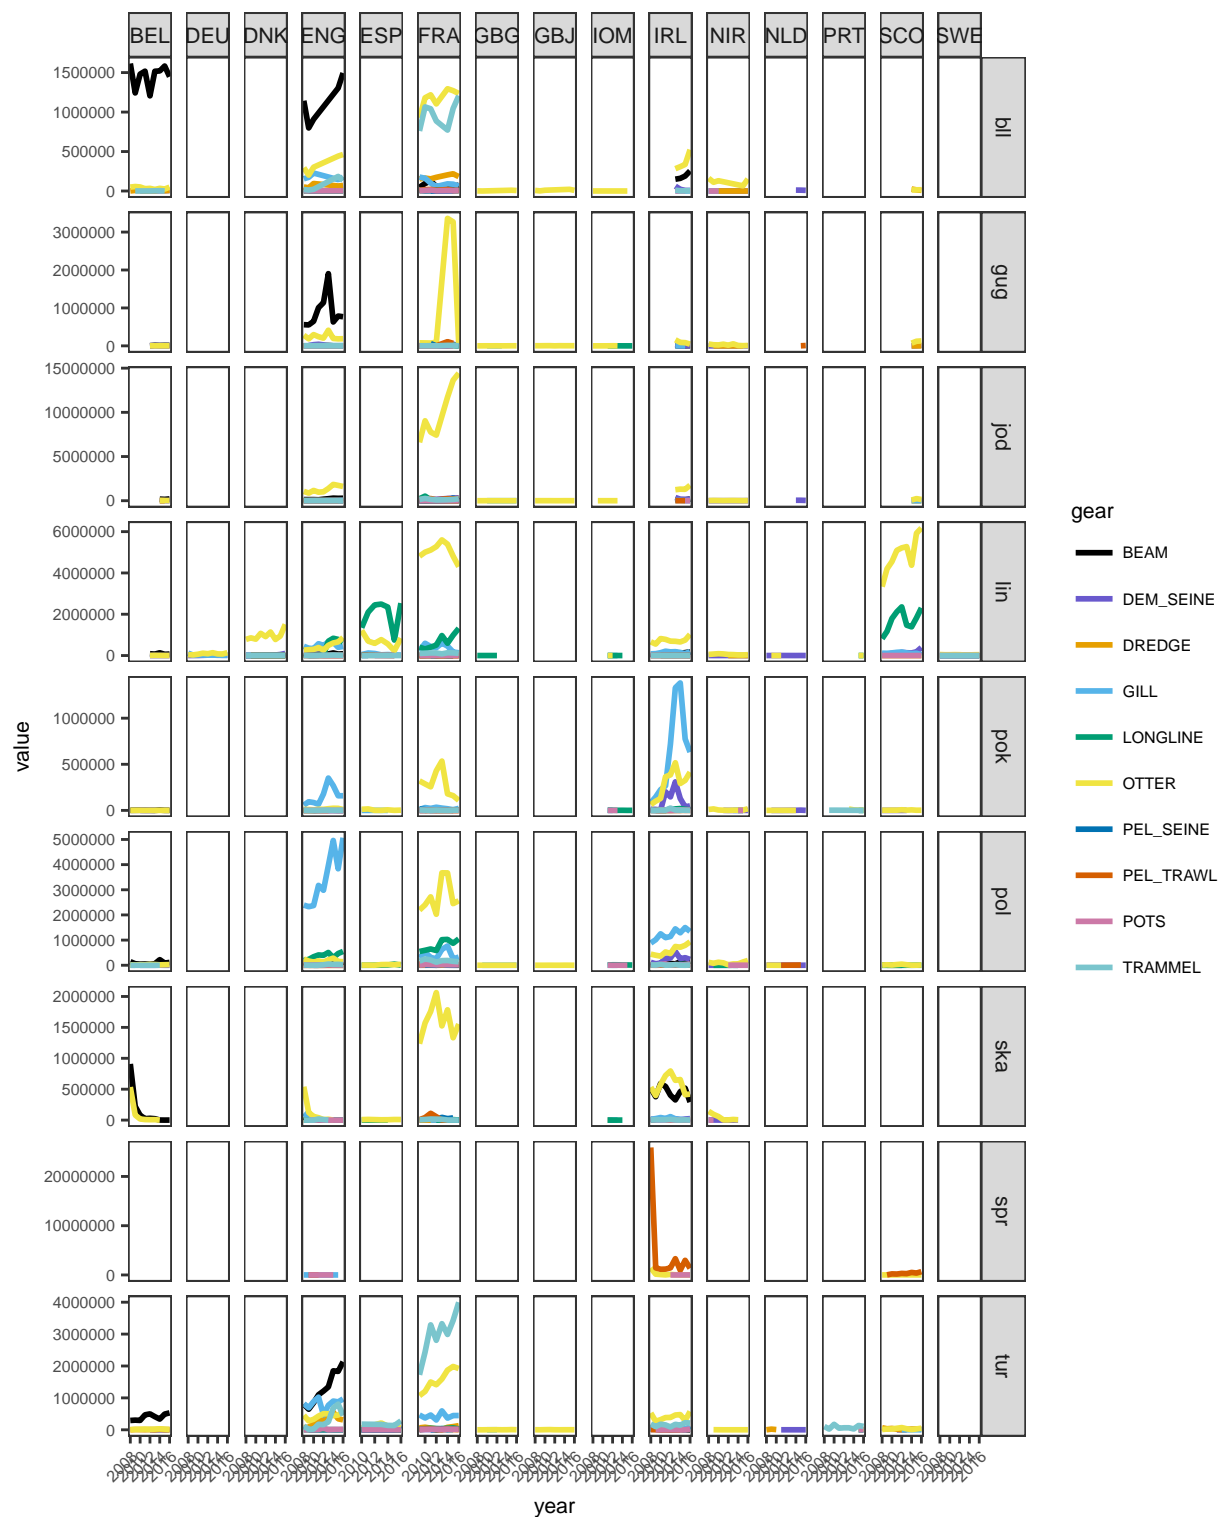 BEL DEU DNK ENG ESP FRA GBG GBJ IOM IRL NIR NLD PRT SCO SWE
1500000
1000000
500000
0
bll
3000000
2000000
1000000
0
gug
15000000
10000000
5000000
0
jod
6000000
4000000
2000000
0
lin
1000000
500000
0
pok
5000000
4000000
3000000
2000000
1000000
0
pol
2000000
1500000
1000000
500000
0
ska
20000000
10000000
0
spr
4000000
3000000
2000000
1000000
0
tur
value
year
gear
BEAM
DEM_SEINE
DREDGE
GILL
LONGLINE
OTTER
PEL_SEINE
PEL_TRAWL
POTS
TRAMMEL